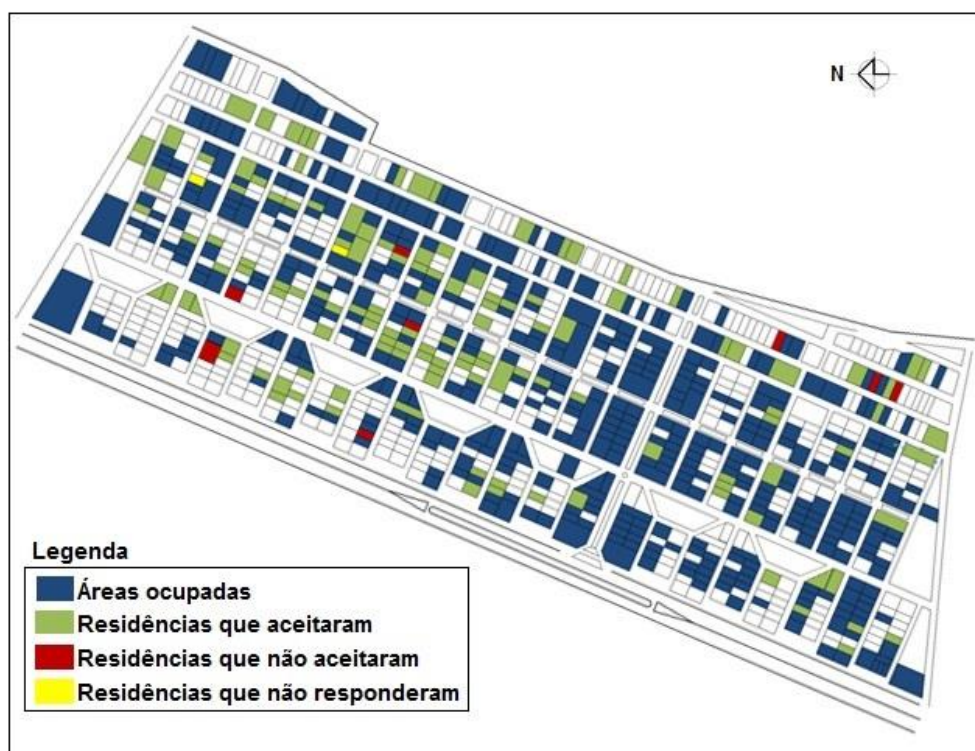 N
Legenda
Áreas ocupadas
Residências que aceitaram
Residências que não aceitaram
Residências que não responderam